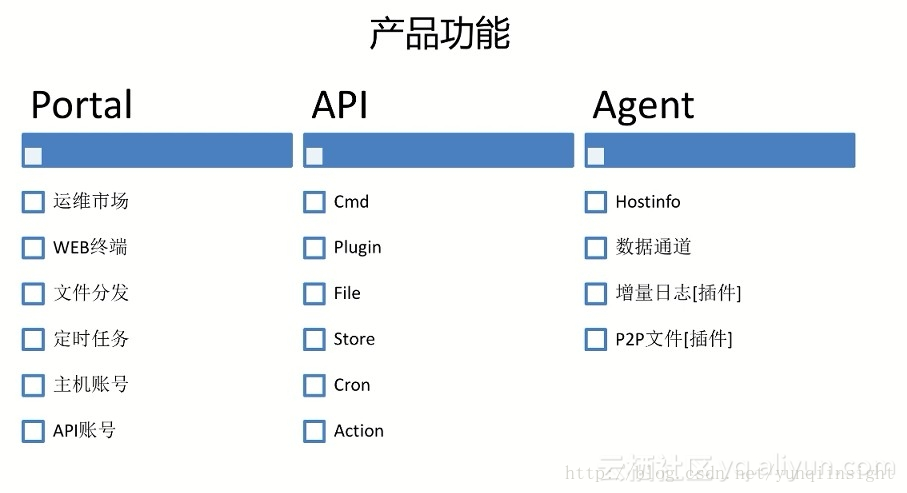 产品功能
Portal
运维市场
WEB终端
文件分发
定时任务
主机账号
API账号
API
Cmd
Plugin
File
Store
Cron
Action
Agent
Hostinfo
数据通道
增量日志[插件]
P2P文件[插件]
云栖社区 yq.aliyun.com
http://blog.csdn.net/yunqiinsight